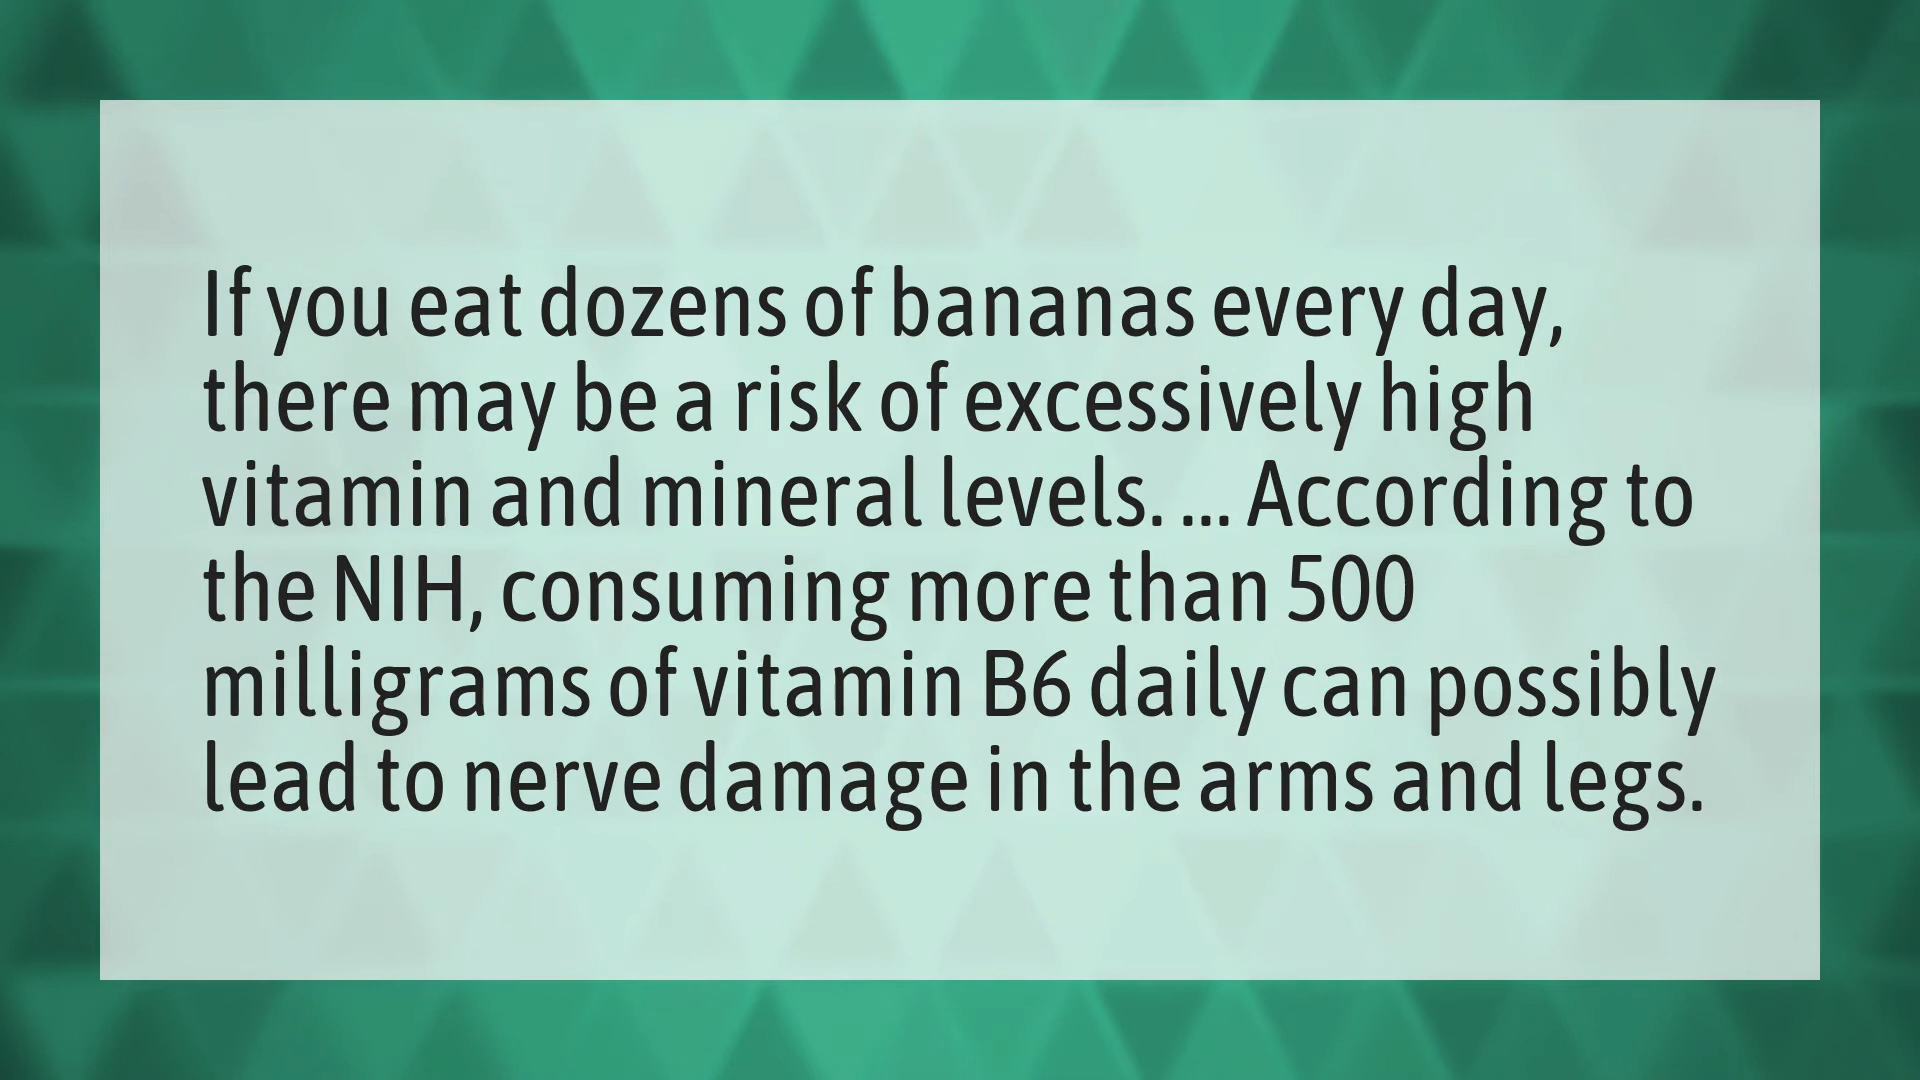 If you eat dozens of bananas every day,
there may be a risk of excessively high
vitamin and mineral levels. ... According to
the NIH, consuming more than 500
milligrams of vitamin B6 daily can possibly
lead to nerve damage in the arms and legs.